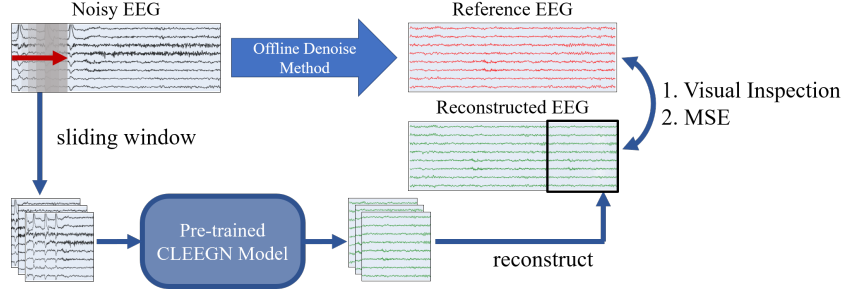 Noisy EEG
Offline Denoise
Method
Reference EEG
Reconstructed EEG
1. Visual Inspection
2. MSE
sliding window
Pre-trained
CLEEGN Model
reconstruct